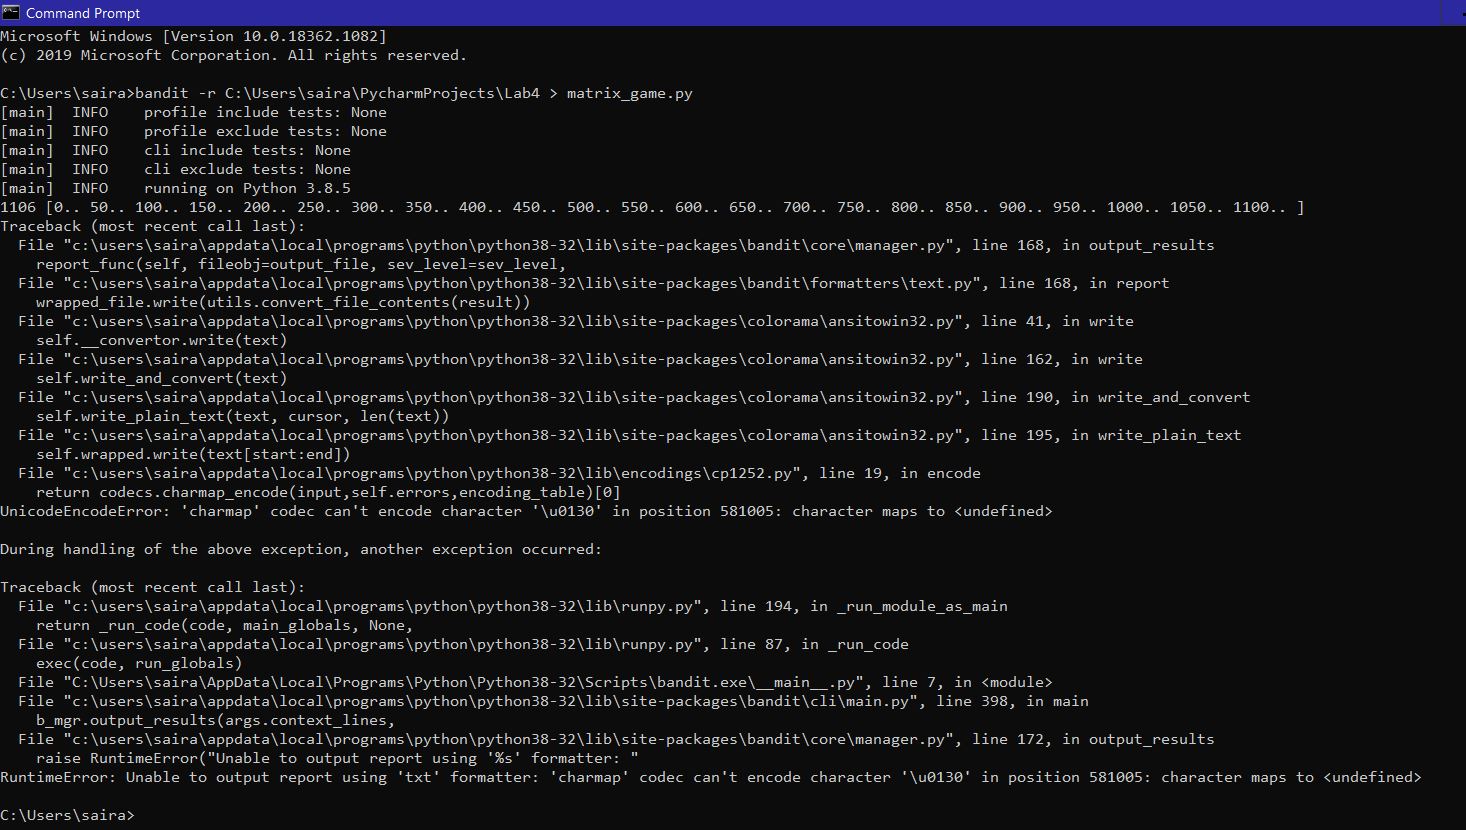 Command Prompt
Microsoft Windows [Version 10.0.18362.1082]
(c) 2019 Microsoft Corporation. All rights reserved.
C:\Users\saira>bandit -r C:\Users\saira\PycharmProjects\Lab4 > matrix_game.py
[main]  INFO    profile include tests: None
[main]  INFO    profile exclude tests: None
[main]  INFO    cli include tests: None
[main]  INFO    cli exclude tests: None
[main]  INFO    running on Python 3.8.5
1106 [0.. 50.. 100.. 150.. 200.. 250.. 300.. 350.. 400.. 450.. 500.. 550.. 600.. 650.. 700.. 750.. 800.. 850.. 900.. 950.. 1000.. 1050.. 1100.. ]
Traceback (most recent call last):
  File "c:\users\saira\appdata\local\programs\python\python38-32\lib\site-packages\bandit\core\manager.py", line 168, in output_results
    report_func(self, fileobj=output_file, sev_level=sev_level,
  File "c:\users\saira\appdata\local\programs\python\python38-32\lib\site-packages\bandit\formatters\text.py", line 168, in report
    wrapped_file.write(utils.convert_file_contents(result))
  File "c:\users\saira\appdata\local\programs\python\python38-32\lib\site-packages\colorama\ansitowin32.py", line 41, in write
    self.__convertor.write(text)
  File "c:\users\saira\appdata\local\programs\python\python38-32\lib\site-packages\colorama\ansitowin32.py", line 162, in write
    self.write_and_convert(text)
  File "c:\users\saira\appdata\local\programs\python\python38-32\lib\site-packages\colorama\ansitowin32.py", line 190, in write_and_convert
    self.write_plain_text(text, cursor, len(text))
  File "c:\users\saira\appdata\local\programs\python\python38-32\lib\site-packages\colorama\ansitowin32.py", line 195, in write_plain_text
    self.wrapped.write(text[start:end])
  File "c:\users\saira\appdata\local\programs\python\python38-32\lib\encodings\cp1252.py", line 19, in encode
    return codecs.charmap_encode(input,self.errors,encoding_table)[0]
UnicodeEncodeError: 'charmap' codec can't encode character '\u0130' in position 581005: character maps to <undefined>
During handling of the above exception, another exception occurred:
Traceback (most recent call last):
  File "c:\users\saira\appdata\local\programs\python\python38-32\lib\runpy.py", line 194, in _run_module_as_main
    return _run_code(code, main_globals, None,
  File "c:\users\saira\appdata\local\programs\python\python38-32\lib\runpy.py", line 87, in _run_code
    exec(code, run_globals)
  File "C:\Users\saira\AppData\Local\Programs\Python\Python38-32\Scripts\bandit.exe\__main__.py", line 7, in <module>
  File "c:\users\saira\appdata\local\programs\python\python38-32\lib\site-packages\bandit\cli\main.py", line 398, in main
    b_mgr.output_results(args.context_lines,
  File "c:\users\saira\appdata\local\programs\python\python38-32\lib\site-packages\bandit\core\manager.py", line 172, in output_results
    raise RuntimeError("Unable to output report using '%s' formatter: "
RuntimeError: Unable to output report using 'txt' formatter: 'charmap' codec can't encode character '\u0130' in position 581005: character maps to <undefined>
C:\Users\saira>